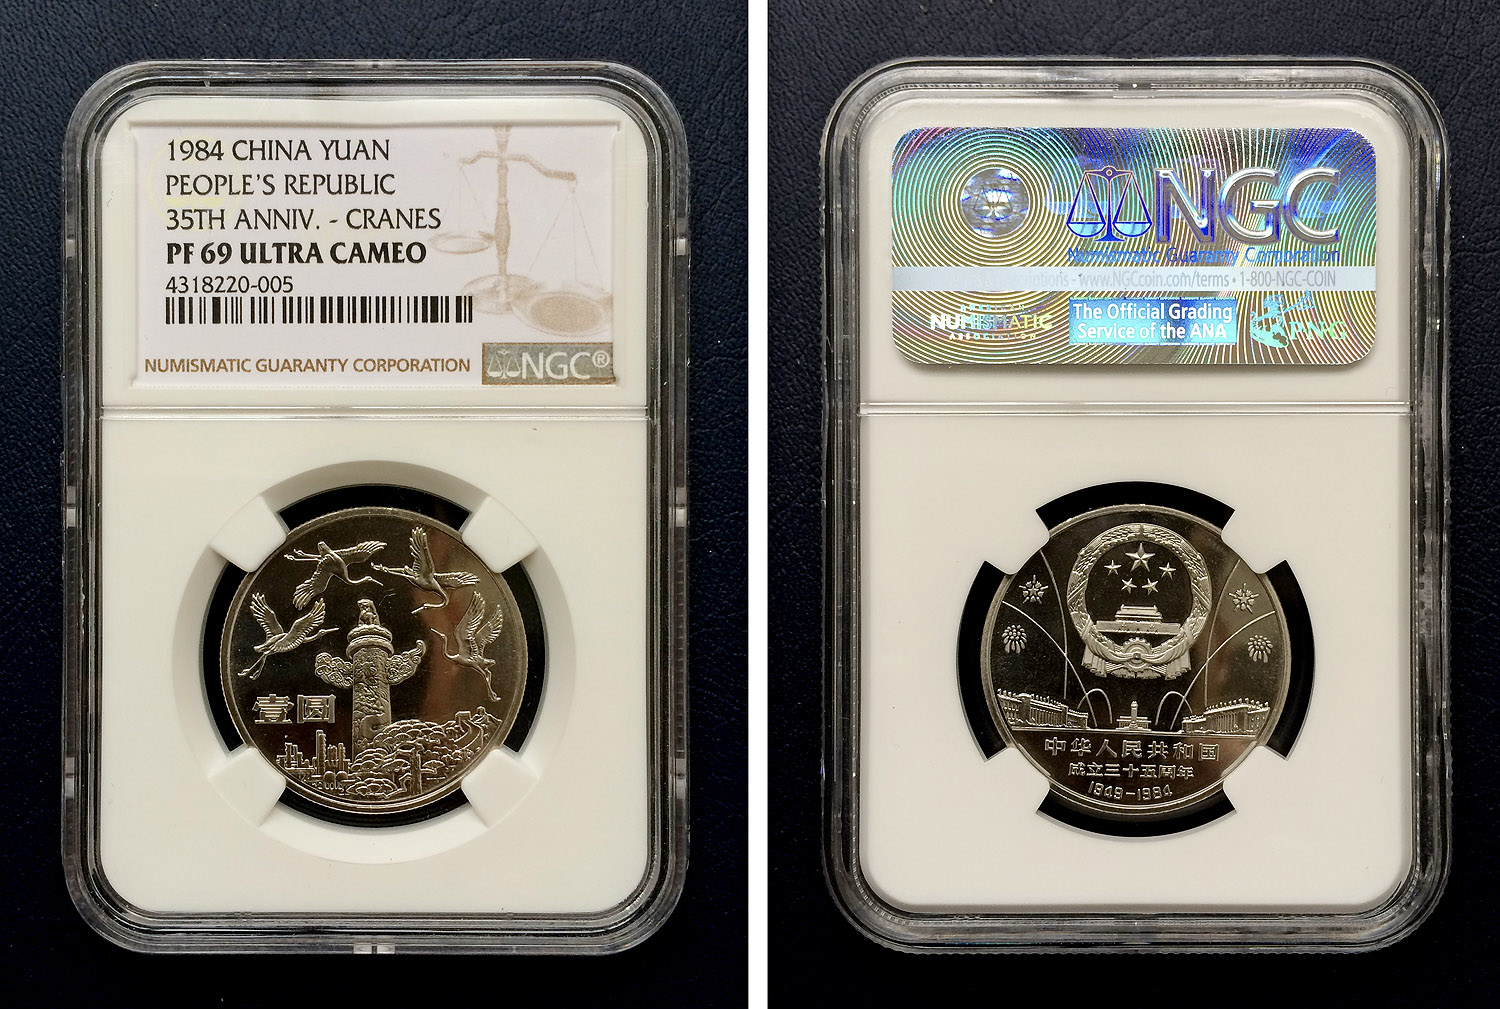 1984 CHINA YUAN
PEOPLE'S REPUBLIC
35TH ANNIV. - CRANES
PF 69 ULTRA CAMEO
4318220-005
NUMISMATIC GUARANTY CORPORATION
NGC®
壹圆
NGC
Numismatic Guaranty Corporation
www.NGCcoin.com/terms • 1-800-NGC-COIN
NUMISMATIC
ASSOCIATION
The Official Grading
Service of the ANA
PNG
中华人民共和国
成立三十五周年
1949-1984